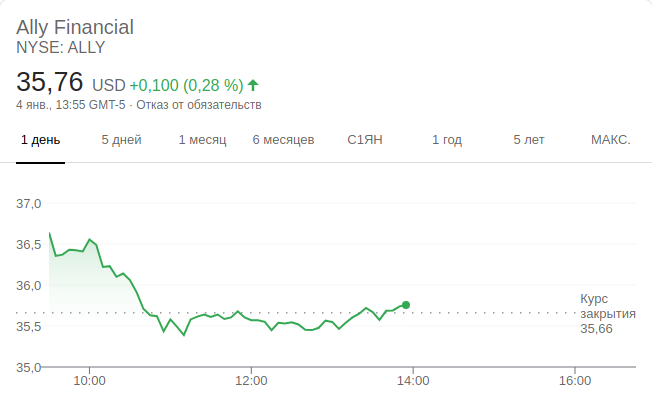 Ally Financial
NYSE: ALLY
35,76 USD +0,100 (0,28 %)
4 янв., 13:55 GMT-5 · Отказ от обязательств
1 день 5 дней 1 месяц 6 месяцев С1ЯН 1 год 5 лет МАКС.
37,0
36,5
36,0
35,5
35,0
Курс
закрытия
35,66
10:00 12:00 14:00 16:00